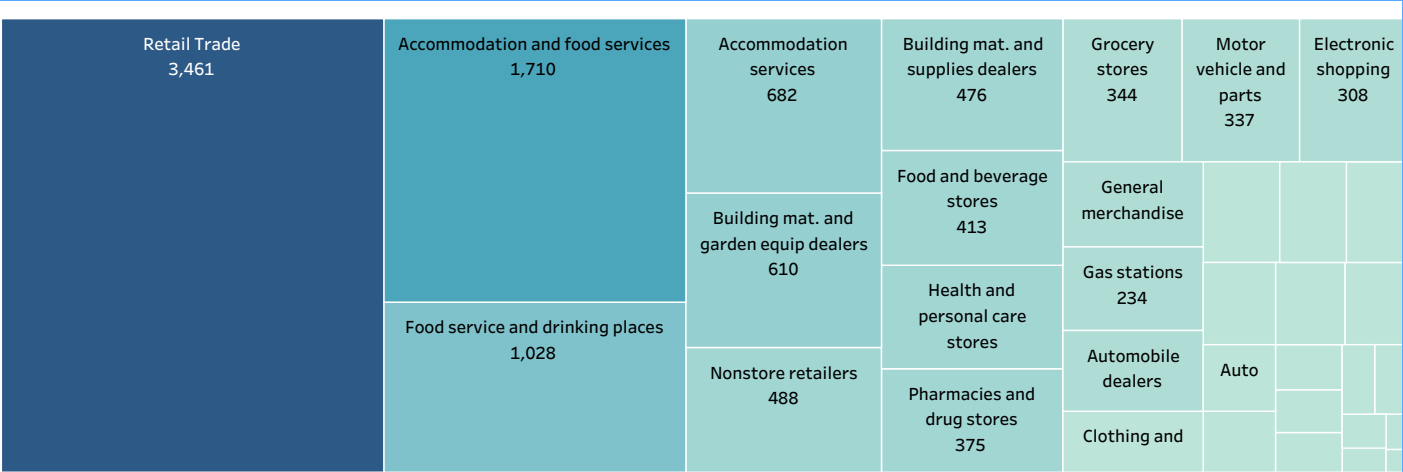 Retail Trade
3,461
Accommodation and food services
1,710
Food service and drinking places
1,028
Accommodation
services
682
Building mat. and
garden equip dealers
610
Nonstore retailers
488
Building mat. and
supplies dealers
476
Food and beverage
stores
413
Health and
personal care
stores
Pharmacies and
drug stores
375
Grocery
stores
344
Motor
vehicle and
parts
337
Electronic
shopping
308
General
merchandise
Gas stations
234
Automobile
dealers
Clothing and
Auto